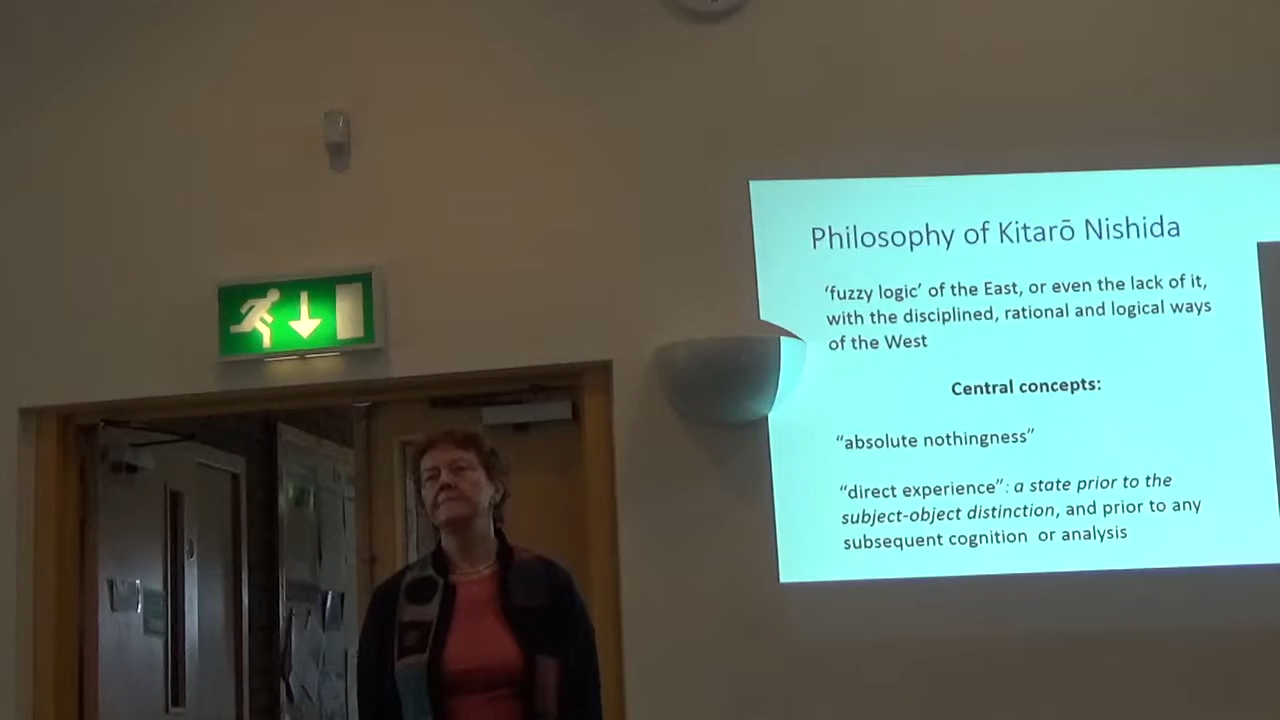 Philosophy of Kitarō Nishida
‘fuzzy logic’ of the East, or even the lack of it,
with the disciplined, rational and logical ways
of the West
Central concepts:
“absolute nothingness”
“direct experience”: a state prior to the
subject-object distinction, and prior to any
subsequent cognition or analysis